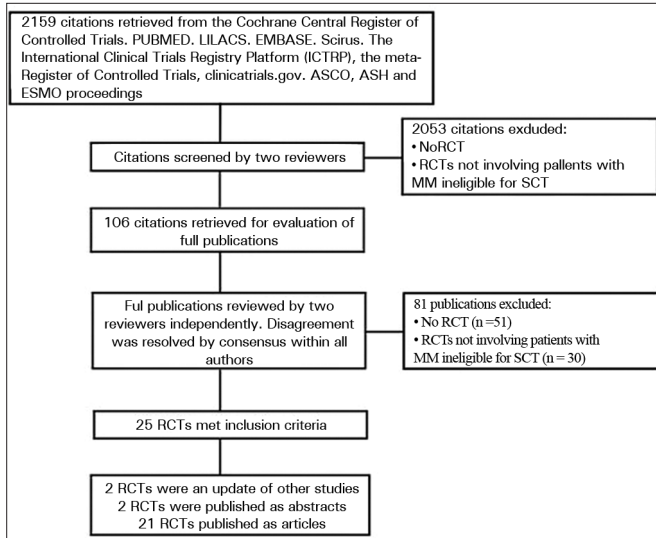 2159 citations retrieved from the Cochrane Central Register of
Controlled Trials. PUBMED. LILACS. EMBASE. Scirus. The
International Clinical Trials Registry Platform (ICTRP), the meta-
Register of Controlled Trials, clinicatrials.gov. ASCO, ASH and
ESMO proceedings
Citations screened by two reviewers
2053 citations exduded:
• NoRCT
• RCTs not involving pallents with
MM ineligible for SCT
106 citations retrieved for evaluation of
full publications
Ful publications reviewed by two
reviewers independently. Disagreement
was resolved by consensus within all
authors
81 publications excluded:
• No RCT (n =51)
• RCTs not involving patients with
MM ineligible for SCT (n = 30)
25 RCTs met inclusion criteria
2 RCTs were an update of other studies
2 RCTs were published as abstracts
21 RCTs published as articles